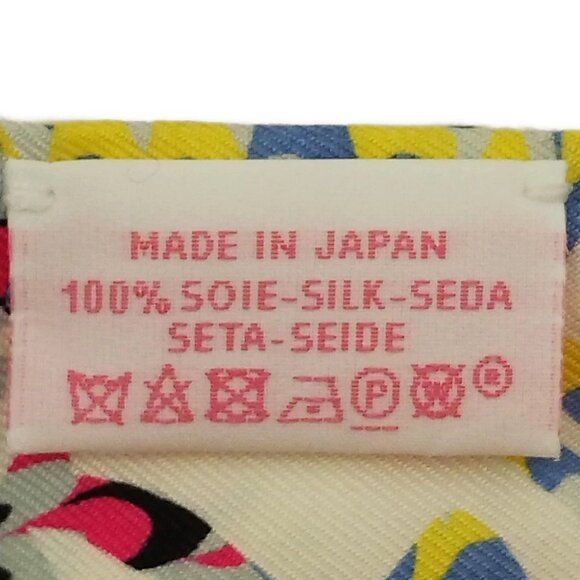 MADE IN JAPAN
100% SOIE-SILK-SEDA
SETA-SEIDE
P W ®